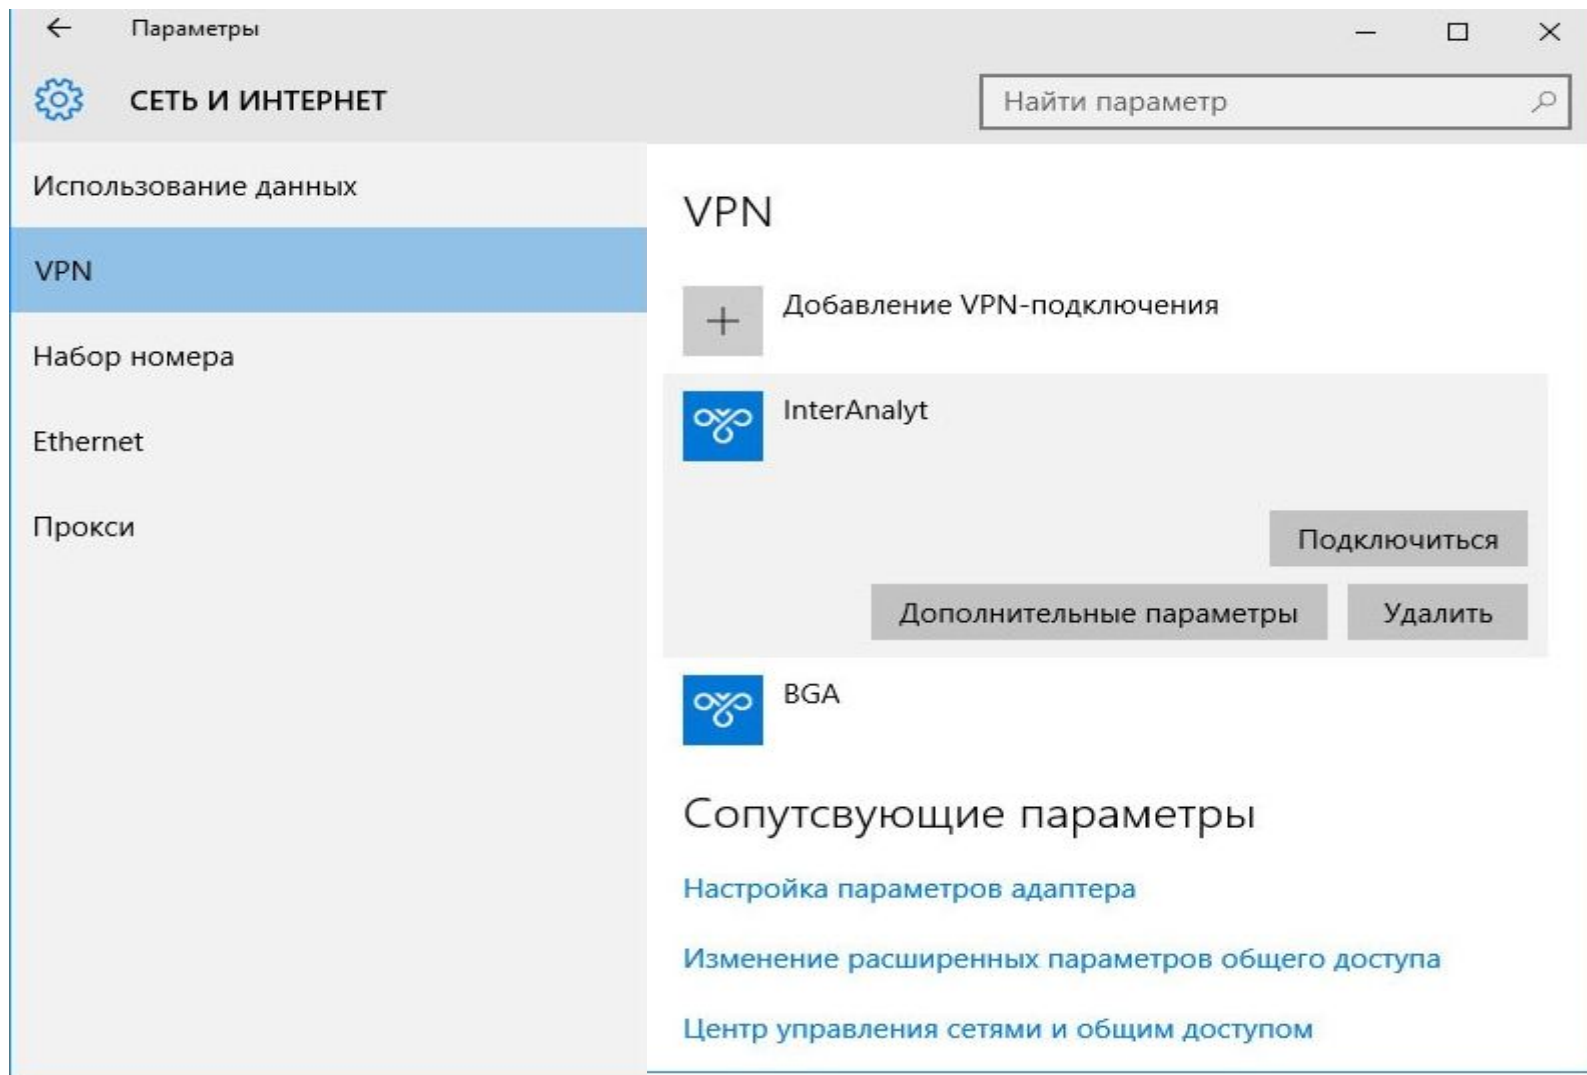 Параметры
СЕТЬ И ИНТЕРНЕТ
Найти параметр
Использование данных
VPN
Набор номера
Ethernet
Прокси
VPN
Добавление VPN-подключения
InterAnalyt
Подключиться
Дополнительные параметры
Удалить
BGA
Сопутсвующие параметры
Настройка параметров адаптера
Изменение расширенных параметров общего доступа
Центр управления сетями и общим доступом